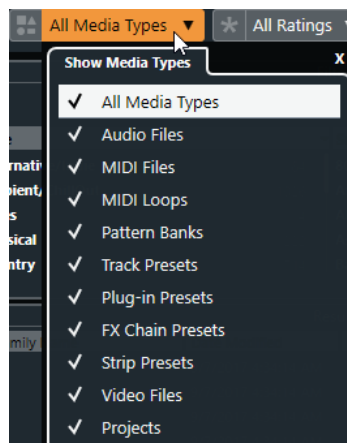 All Media Types
All Ratings
Show Media Types
X
All Media Types
Audio Files
MIDI Files
MIDI Loops
Pattern Banks
Track Presets
Plug-in Presets
FX Chain Presets
Strip Presets
Video Files
Projects